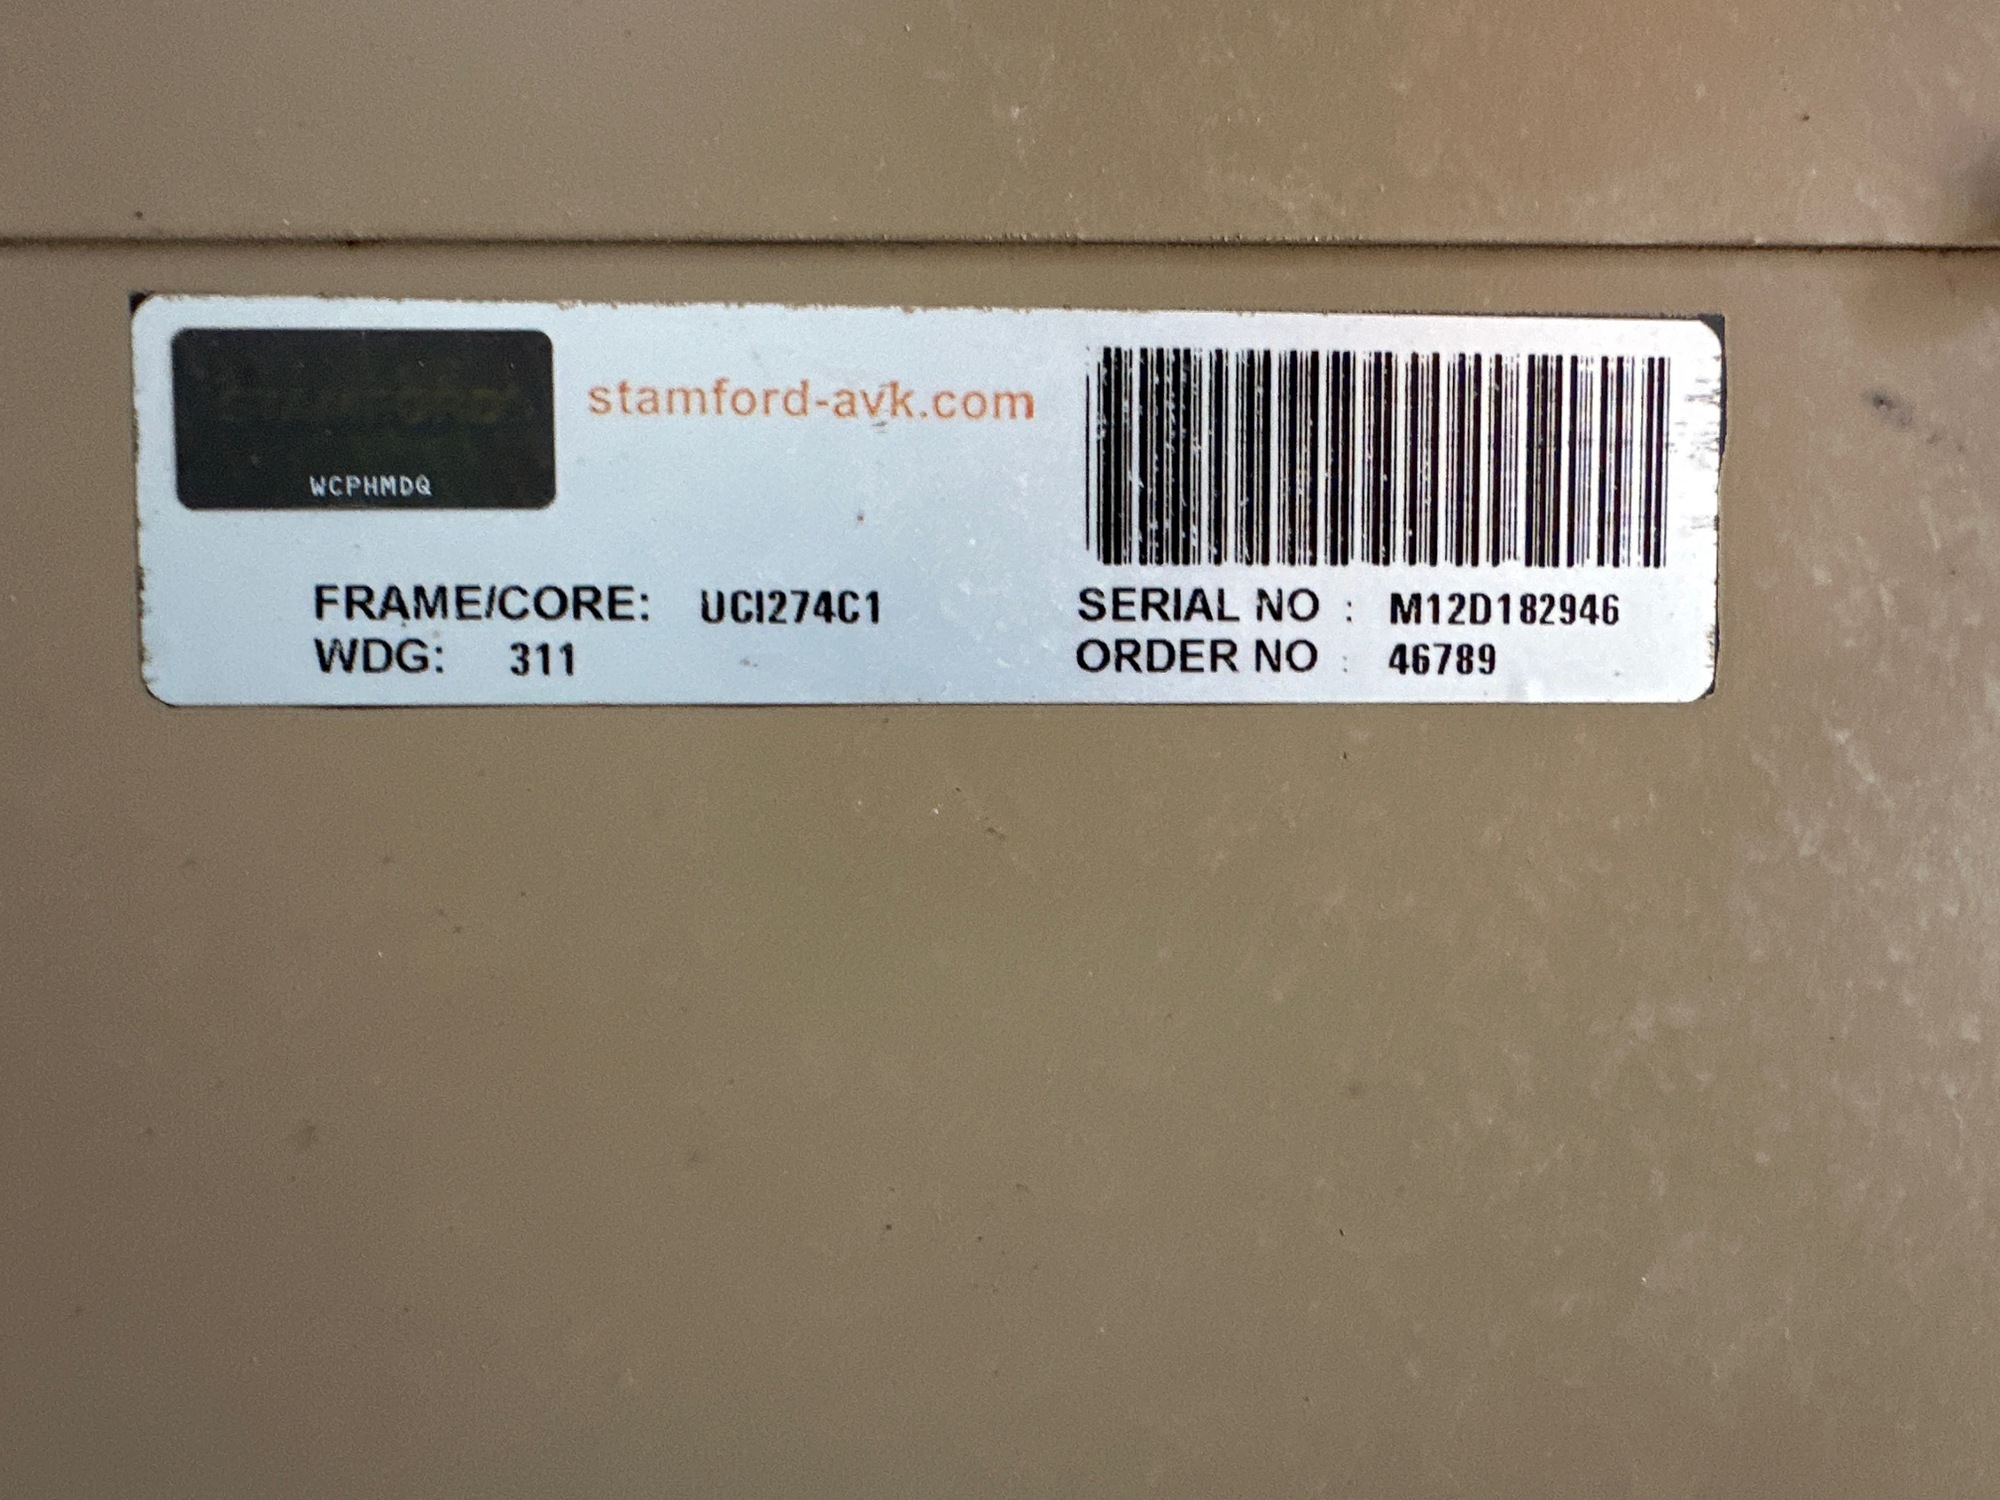 stamford-avk.com
WCPHMDQ
FRAME/CORE: UCI274C1
WDG: 311
SERIAL NO : M12D182946
ORDER NO : 46789